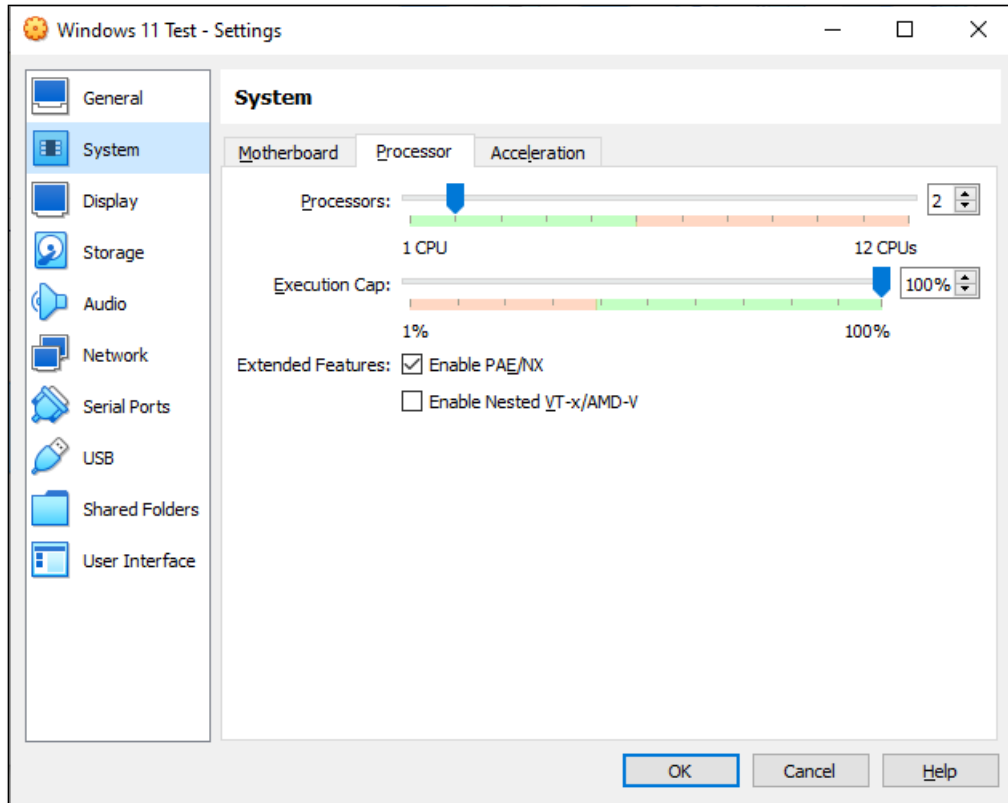 Windows 11 Test - Settings
General
System
Display
Storage
Audio
Network
Serial Ports
USB
Shared Folders
User Interface
System
Motherboard Processor Acceleration
Processors: 2
1 CPU 12 CPUs
Execution Cap: 100%
1% 100%
Extended Features: Enable PAE/NX
Enable Nested VT-x/AMD-V
OK Cancel Help